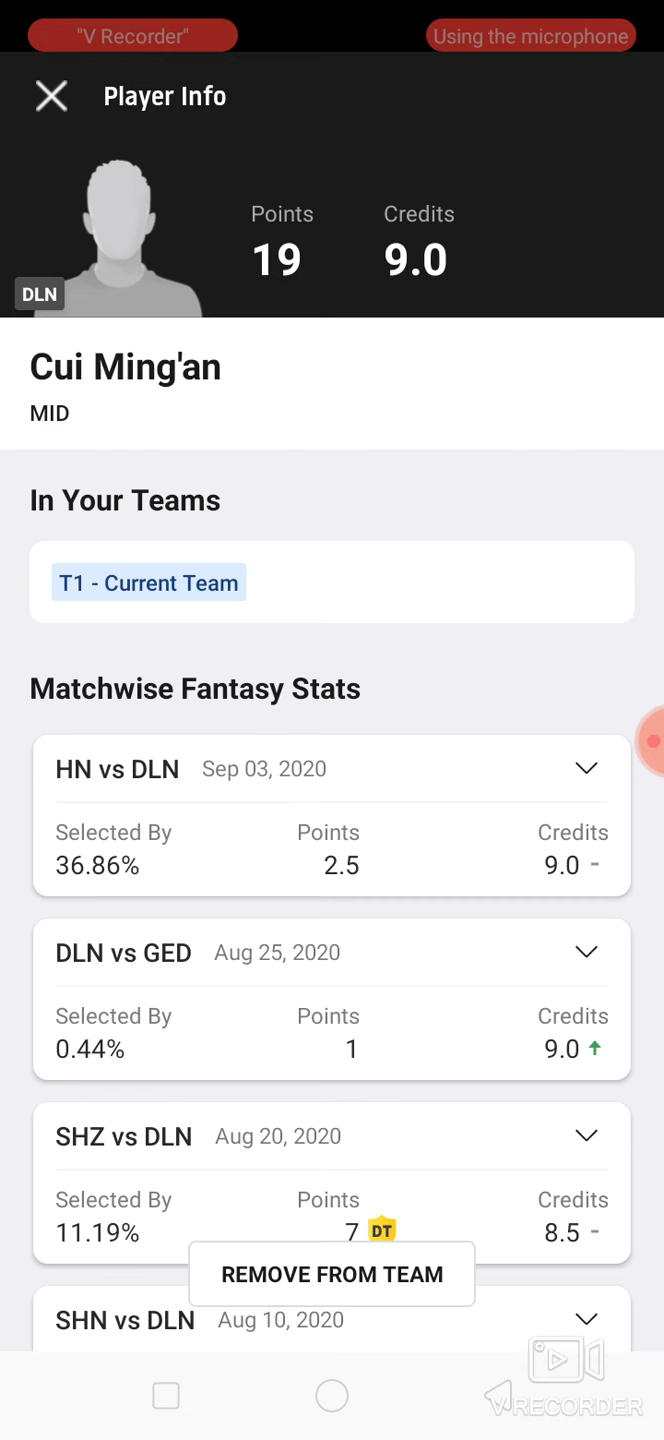 "V Recorder"
Using the microphone
Player Info
Points
Credits
19
9.0
DLN
Cui Ming'an
MID
In Your Teams
T1 - Current Team
Matchwise Fantasy Stats
HN vs DLN Sep 03, 2020
Selected By Points Credits
36.86% 2.5 9.0 -
DLN vs GED Aug 25, 2020
Selected By Points Credits
0.44% 1 9.0
SHZ vs DLN Aug 20, 2020
Selected By Points Credits
11.19% 7 DT 8.5 -
REMOVE FROM TEAM
SHN vs DLN Aug 10, 2020
VRECORDER